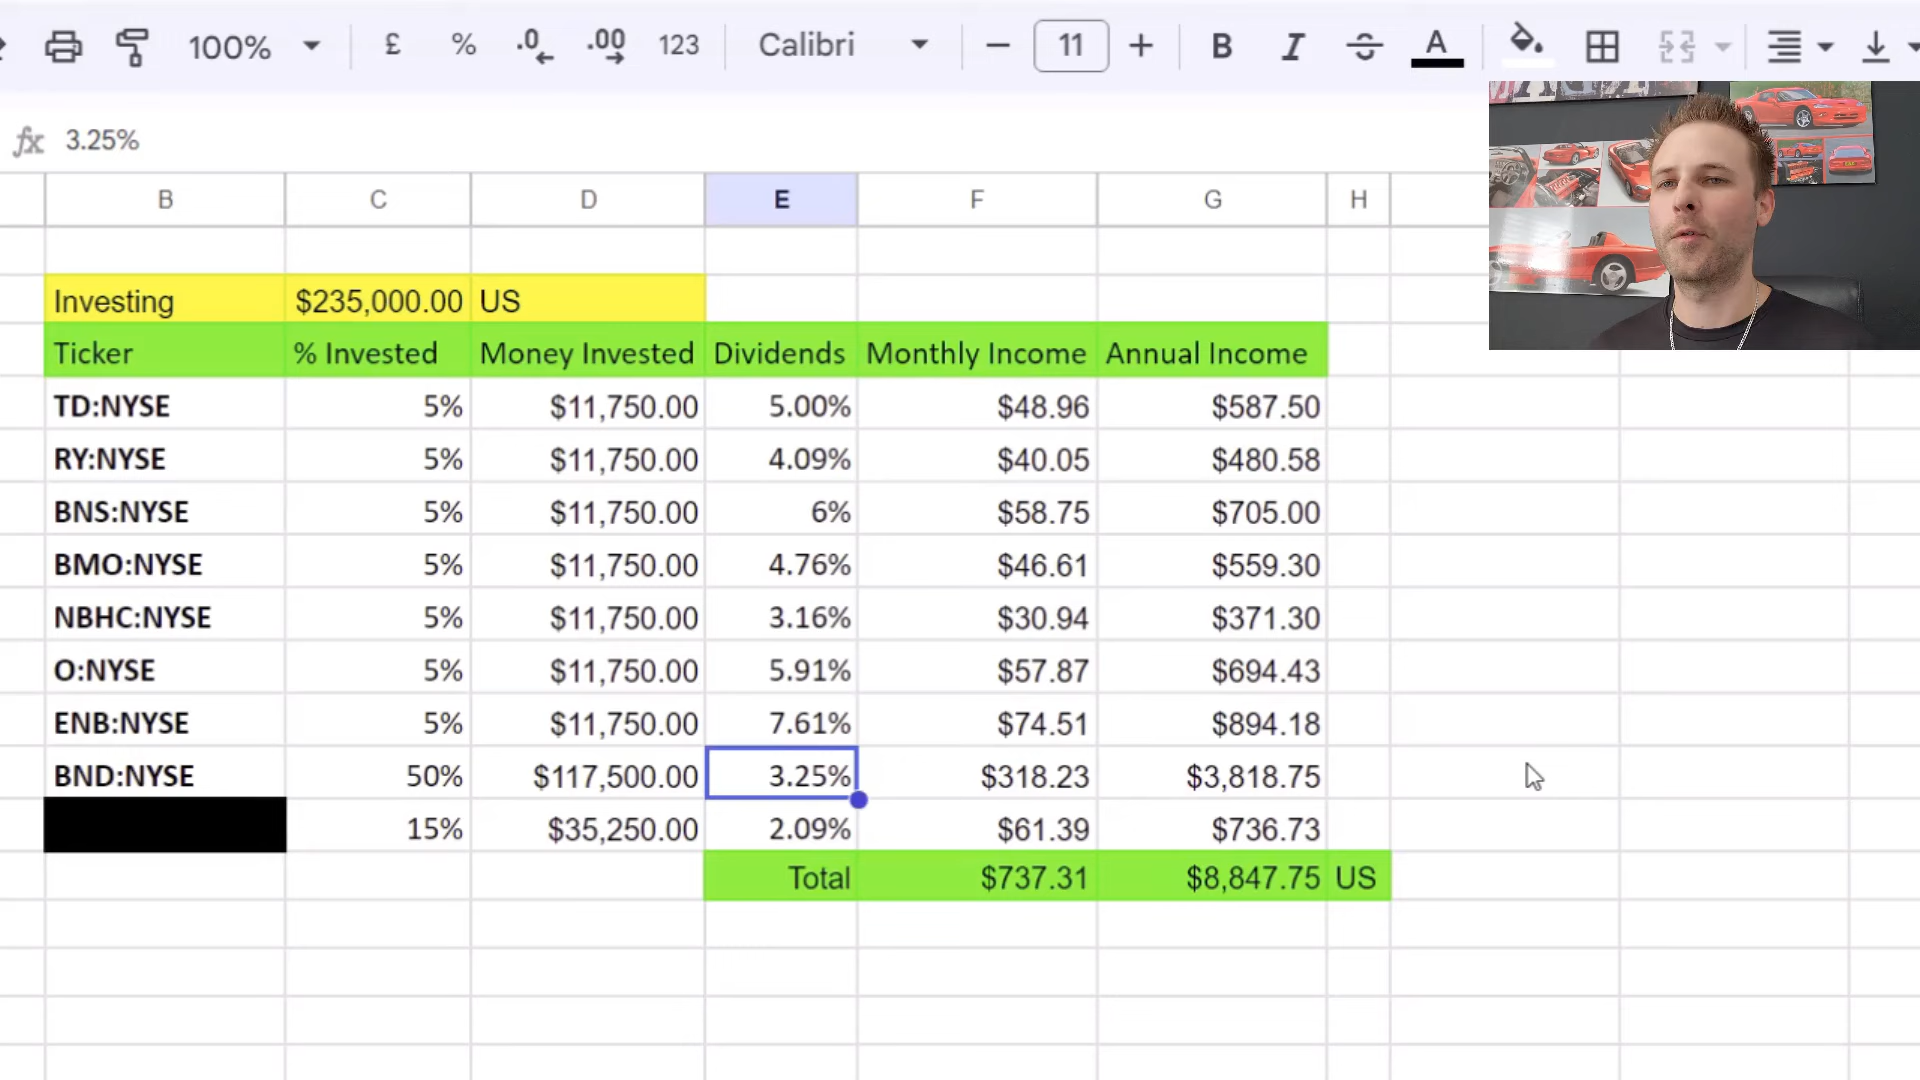 100% £ % .0 .00 123 Calibri 11 B I A
fx 3.25%
B C D E F G H
Investing $235,000.00 US
Ticker % Invested Money Invested Dividends Monthly Income Annual Income
TD:NYSE 5% $11,750.00 5.00% $48.96 $587.50
RY:NYSE 5% $11,750.00 4.09% $40.05 $480.58
BNS:NYSE 5% $11,750.00 6% $58.75 $705.00
BMO:NYSE 5% $11,750.00 4.76% $46.61 $559.30
NBHC:NYSE 5% $11,750.00 3.16% $30.94 $371.30
O:NYSE 5% $11,750.00 5.91% $57.87 $694.43
ENB:NYSE 5% $11,750.00 7.61% $74.51 $894.18
BND:NYSE 50% $117,500.00 3.25% $318.23 $3,818.75
15% $35,250.00 2.09% $61.39 $736.73
Total $737.31 $8,847.75 US